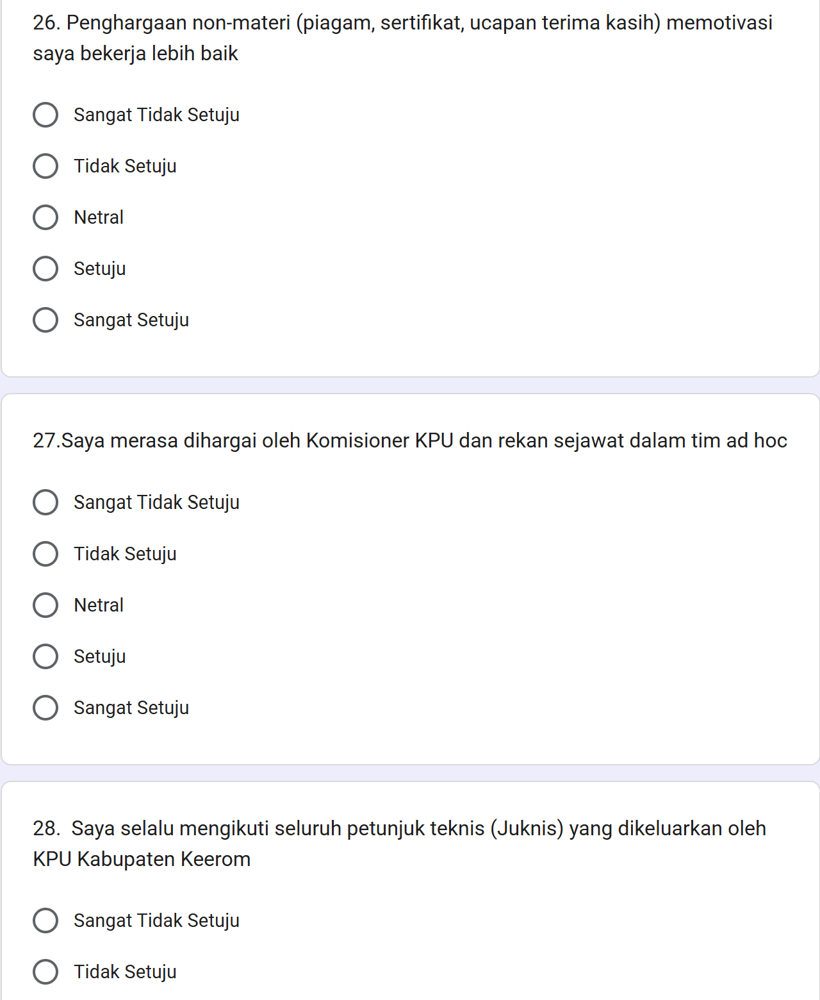 26. Penghargaan non-materi (piagam, sertifikat, ucapan terima kasih) memotivasi
saya bekerja lebih baik
Sangat Tidak Setuju
Tidak Setuju
Netral
Setuju
Sangat Setuju
27.Saya merasa dihargai oleh Komisioner KPU dan rekan sejawat dalam tim ad hoc
Sangat Tidak Setuju
Tidak Setuju
Netral
Setuju
Sangat Setuju
28.  Saya selalu mengikuti seluruh petunjuk teknis (Juknis) yang dikeluarkan oleh
KPU Kabupaten Keerom
Sangat Tidak Setuju
Tidak Setuju